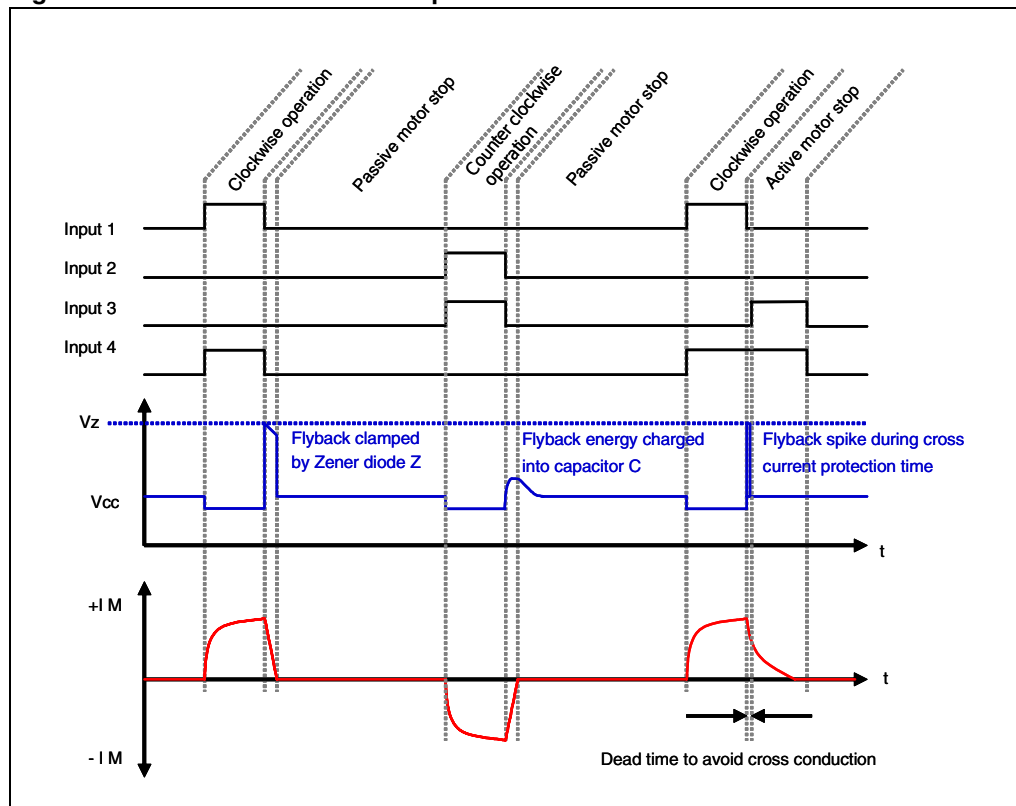 Clockwise operation
Passive motor stop
Counter clockwise
operation
Passive motor stop
Clockwise operation
Active motor stop
Input 1
Input 2
Input 3
Input 4
Vz
Flyback clamped
by Zener diode Z
Flyback energy charged
into capacitor C
Flyback spike during cross
current protection time
Vcc
t
+I M
t
- I M
Dead time to avoid cross conduction